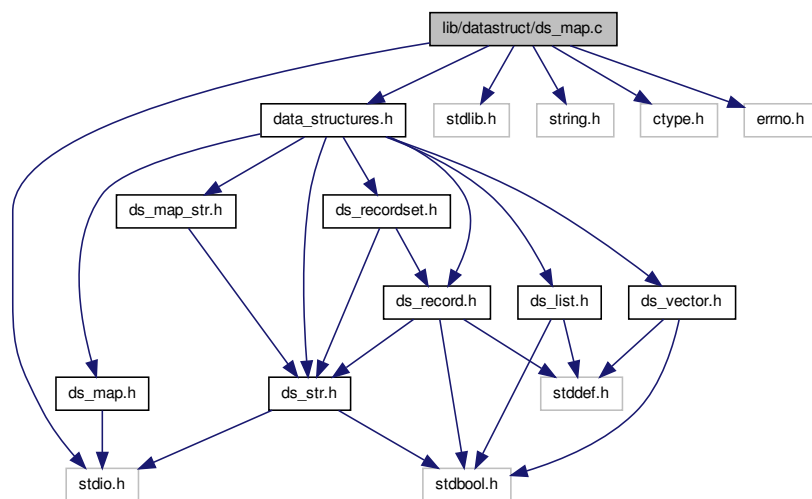 lib/datastruct/ds_map.c
data_structures.h
stdlib.h
string.h
ctype.h
errno.h
ds_map_str.h
ds_recordset.h
ds_record.h
ds_list.h
ds_vector.h
ds_map.h
ds_str.h
stddef.h
stdio.h
stdbool.h